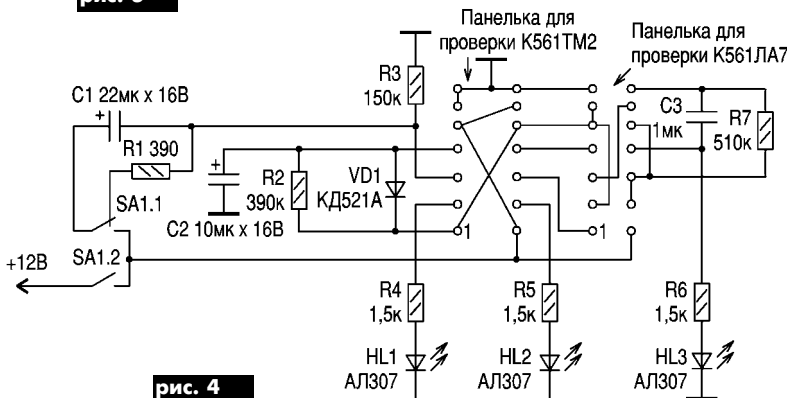 рис. 3
Панелька для
проверки К561ТМ2
Панелька для
проверки К561ЛА7
R3
150к
C1 22мк x 16В
+
R1 390
C3
1мк
R7
510к
+
R2
390к
VD1
КД521А
SA1.1
C2 10мк x 16В
1
1
+12В
SA1.2
R4
1,5к
R5
1,5к
R6
1,5к
HL1
АЛ307
HL2
АЛ307
HL3
АЛ307
рис. 4